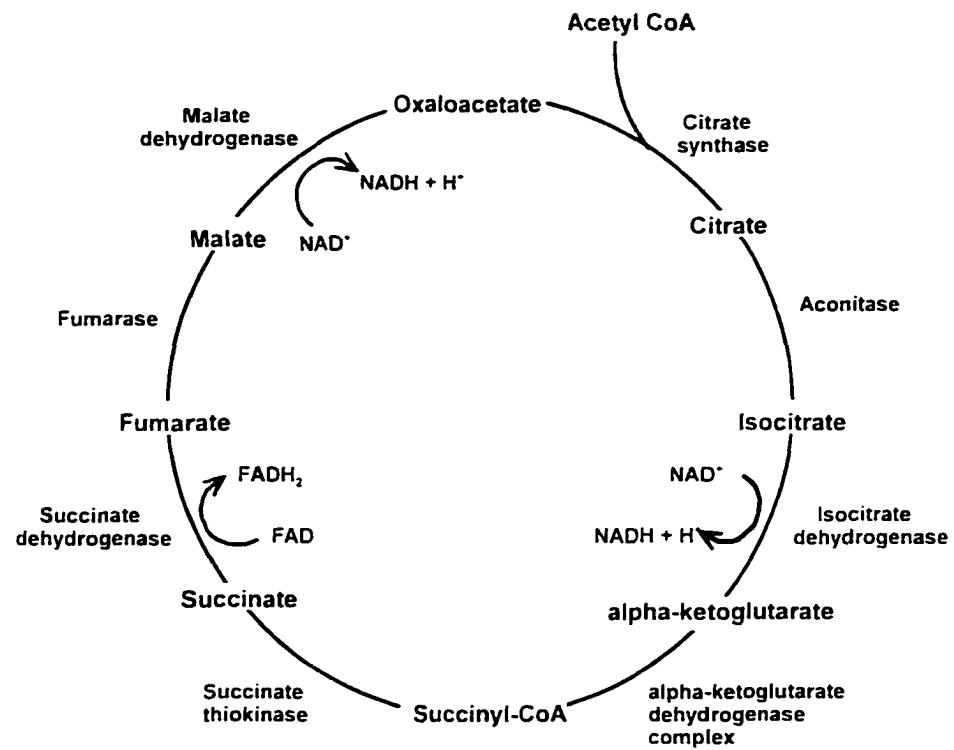 Acetyl CoA
Oxaloacetate
Malate
dehydrogenase
Citrate
synthase
NADH + H⁺
Malate
NAD⁺
Citrate
Fumarase
Aconitase
Fumarate
Isocitrate
FADH₂
NAD⁺
Succinate
dehydrogenase
FAD
NADH + H
Isocitrate
dehydrogenase
Succinate
alpha-ketoglutarate
Succinate
thiokinase
Succinyl-CoA
alpha-ketoglutarate
dehydrogenase
complex